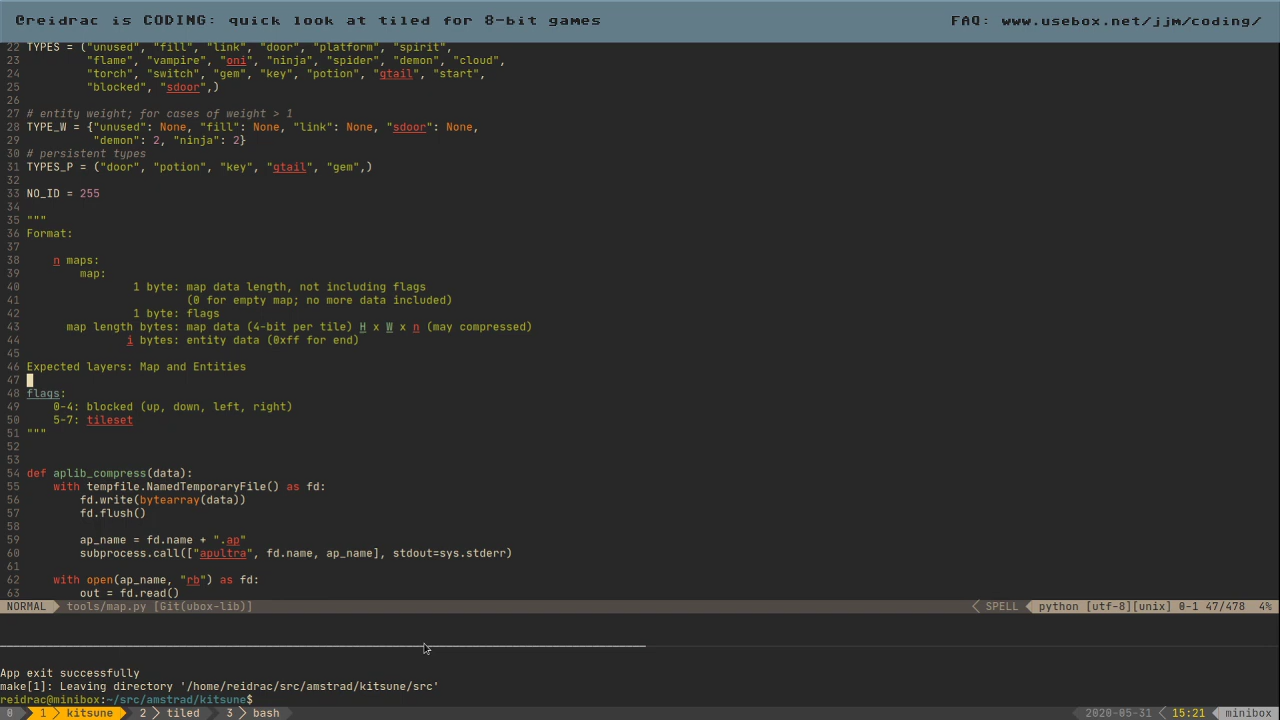 @reidrac is CODING: quick look at tiled for 8-bit games
FAQ: www.usebox.net/jjm/coding/
22 TYPES = ("unused", "fill", "link", "door", "platform", "spirit",
23 "flame", "vampire", "oni", "ninja", "spider", "demon", "cloud",
24 "torch", "switch", "gem", "key", "potion", "qtail", "start",
25 "blocked", "sdoor",)
26
27 # entity weight; for cases of weight > 1
28 TYPE_W = {"unused": None, "fill": None, "link": None, "sdoor": None,
29 "demon": 2, "ninja": 2}
30 # persistent types
31 TYPES_P = ("door", "potion", "key", "qtail", "gem",)
32
33 NO_ID = 255
34
35 """
36 Format:
37
38 n maps:
39 map:
40 1 byte: map data length, not including flags
41 (0 for empty map; no more data included)
42 1 byte: flags
43 map length bytes: map data (4-bit per tile) H x W x n (may compressed)
44 i bytes: entity data (0xff for end)
45
46 Expected layers: Map and Entities
47
48 flags:
49 0-4: blocked (up, down, left, right)
50 5-7: tileset
51 """
52
53
54 def aplib_compress(data):
55 with tempfile.NamedTemporaryFile() as fd:
56 fd.write(bytearray(data))
57 fd.flush()
58
59 ap_name = fd.name + ".ap"
60 subprocess.call(["apultra", fd.name, ap_name], stdout=sys.stderr)
61
62 with open(ap_name, "rb") as fd:
63 out = fd.read()
NORMAL tools/map.py [Git(ubox-lib)] SPELL python [utf-8][unix] 0-1 47/478 4%
App exit successfully
make[1]: Leaving directory '/home/reidrac/src/amstrad/kitsune/src'
reidrac@minibox:~/src/amstrad/kitsune$
0 1 > kitsune 2 > tiled 3 > bash 2020-05-31 < 15:21 minibox